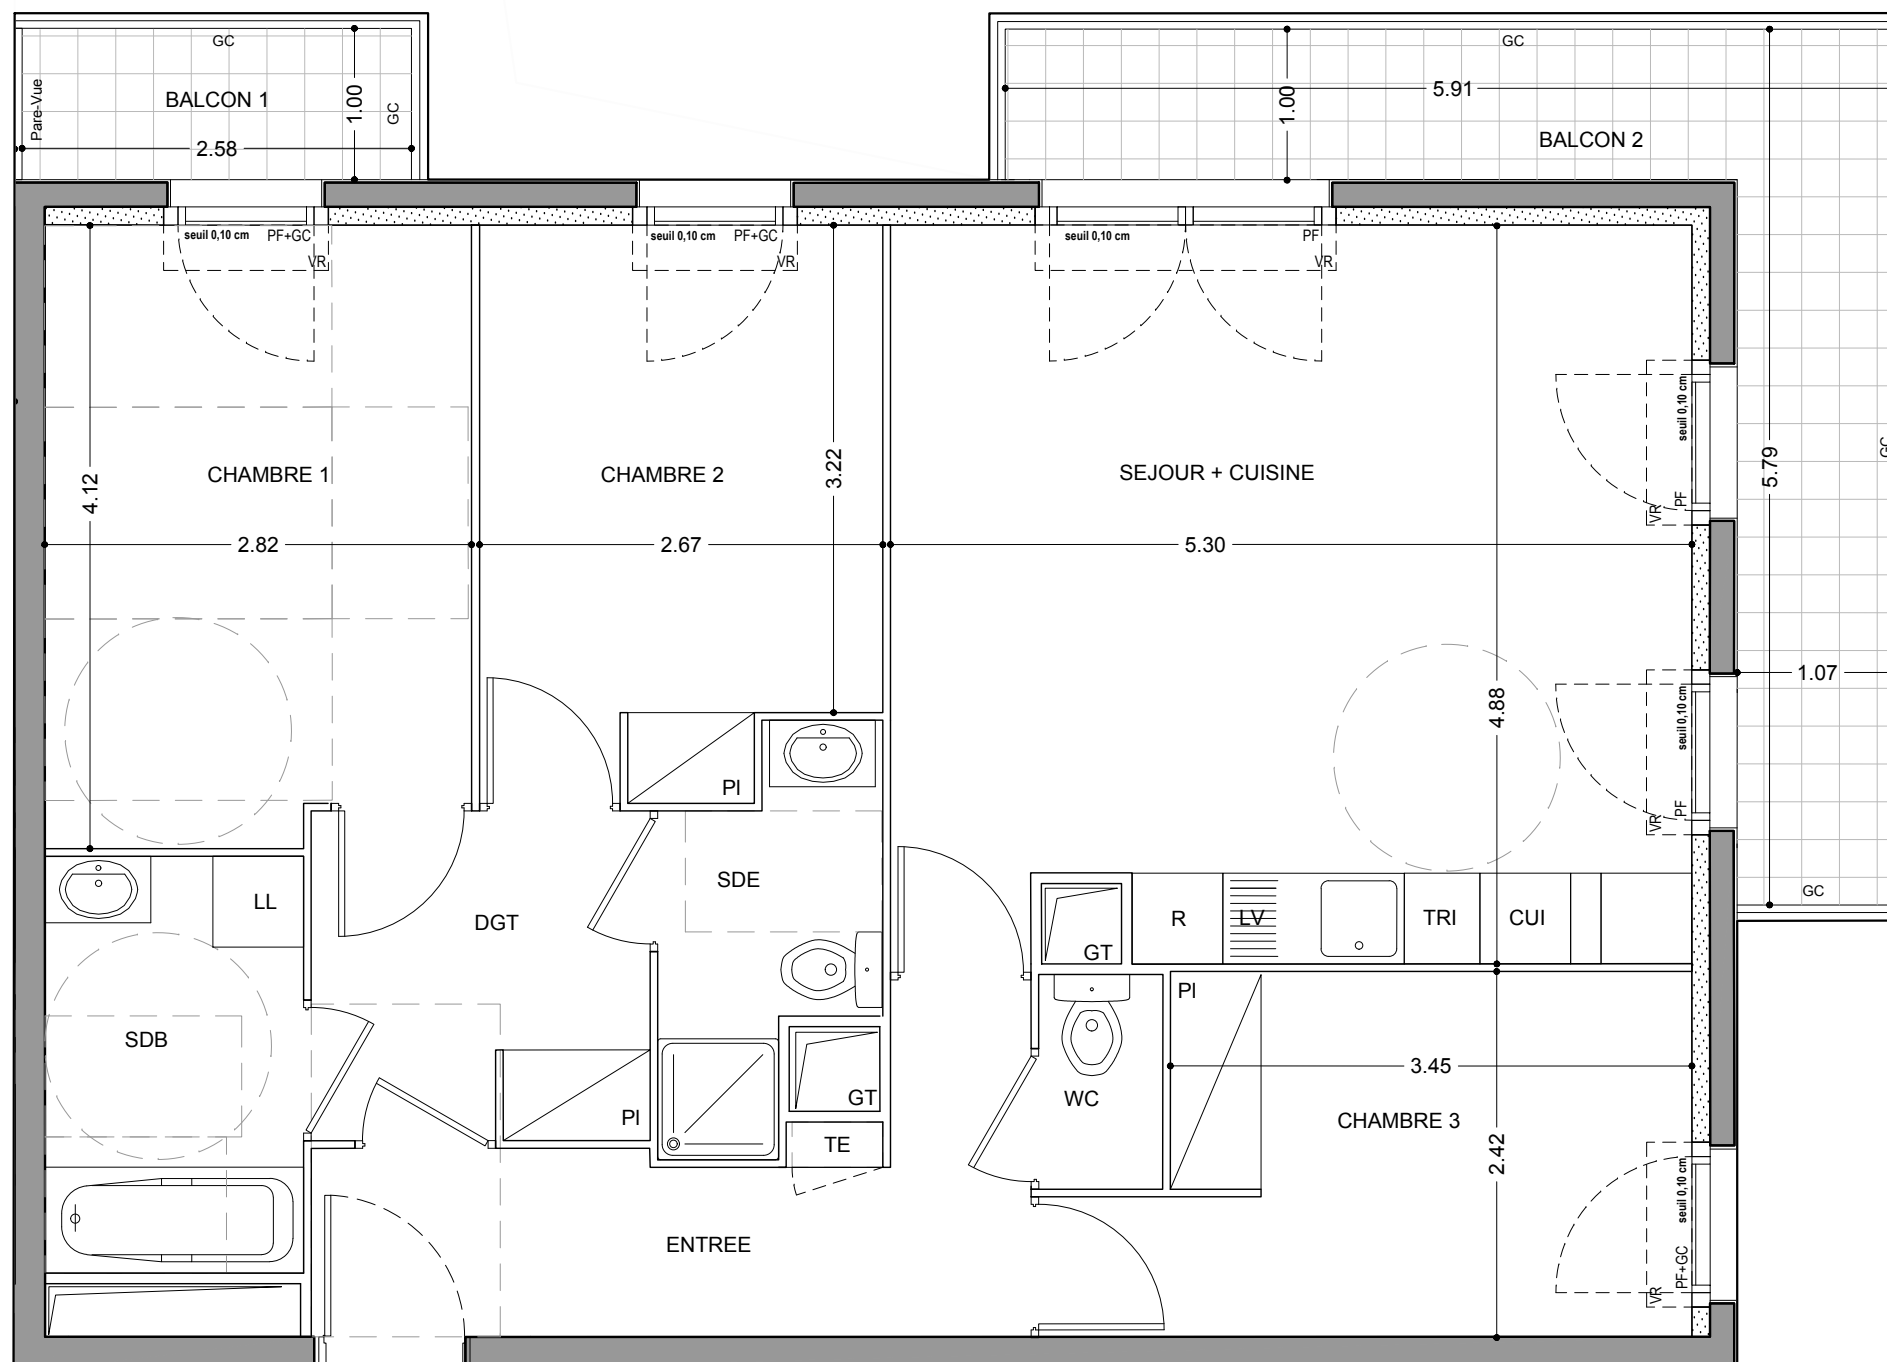 GC
GC
Pare-Vue
BALCON 1
1.00
GC
2.58
5.91
1.00
BALCON 2
seuil 0,10 cm
PF+GC
VR
seuil 0,10 cm
PF+GC
VR
seuil 0,10 cm
PF
VR
seuil 0,10 cm
PF
VR
GC
5.79
CHAMBRE 1
CHAMBRE 2
SEJOUR + CUISINE
4.12
3.22
2.82
2.67
5.30
4.88
1.07
seuil 0,10 cm
PF
VR
PI
SDE
LL
DGT
GT
R
LV
TRI
CUI
GC
SDB
PI
3.45
WC
PI
GT
TE
CHAMBRE 3
2.42
ENTREE
seuil 0,10 cm
PF+GC
VR